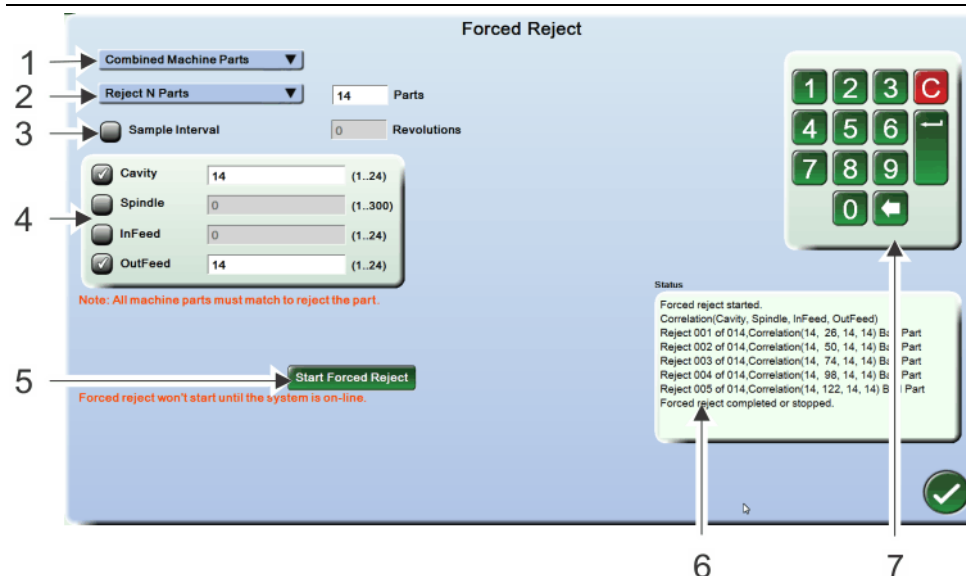 Forced Reject
1
Combined Machine Parts
2
Reject N Parts
14 Parts
3
Sample Interval
0 Revolutions
4
Cavity 14 (1..24)
Spindle 0 (1..300)
InFeed 0 (1..24)
OutFeed 14 (1..24)
Note: All machine parts must match to reject the part.
5
Start Forced Reject
Forced reject won't start until the system is on-line.
1 2 3 C
4 5 6
7 8 9
0
Status
Forced reject started.
Correlation(Cavity, Spindle, InFeed, OutFeed)
Reject 001 of 014,Correlation(14, 26, 14, 14) Part
Reject 002 of 014,Correlation(14, 50, 14, 14) Part
Reject 003 of 014,Correlation(14, 74, 14, 14) Part
Reject 004 of 014,Correlation(14, 98, 14, 14) Part
Reject 005 of 014,Correlation(14, 122, 14, 14) Part
Forced reject completed or stopped.
6
7